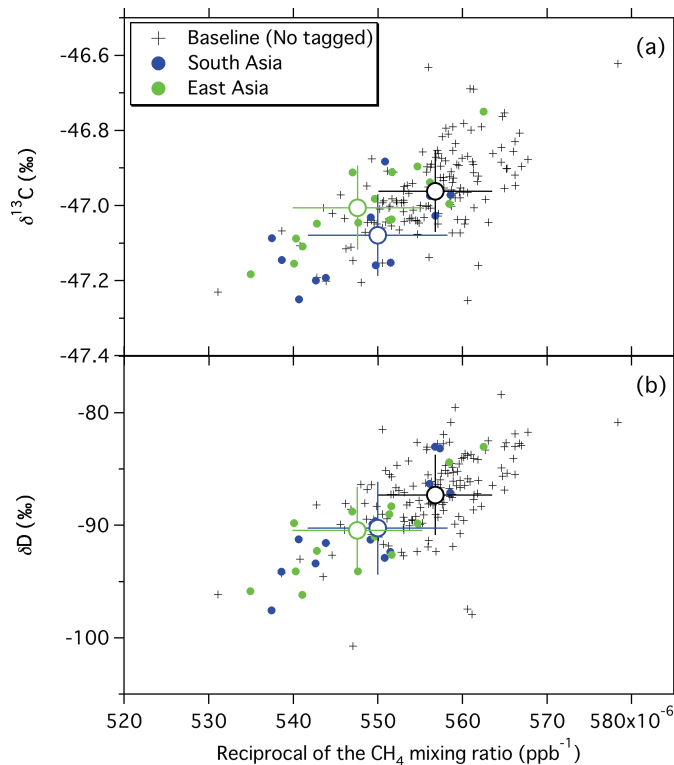 Baseline (No tagged)
South Asia
East Asia
(a)
-46.6
-46.8
-47.0
-47.2
-47.4
δ¹³C (‰)
(b)
-80
-90
-100
δD (‰)
520 530 540 550 560 570 580x10⁻⁶
Reciprocal of the CH₄ mixing ratio (ppb⁻¹)